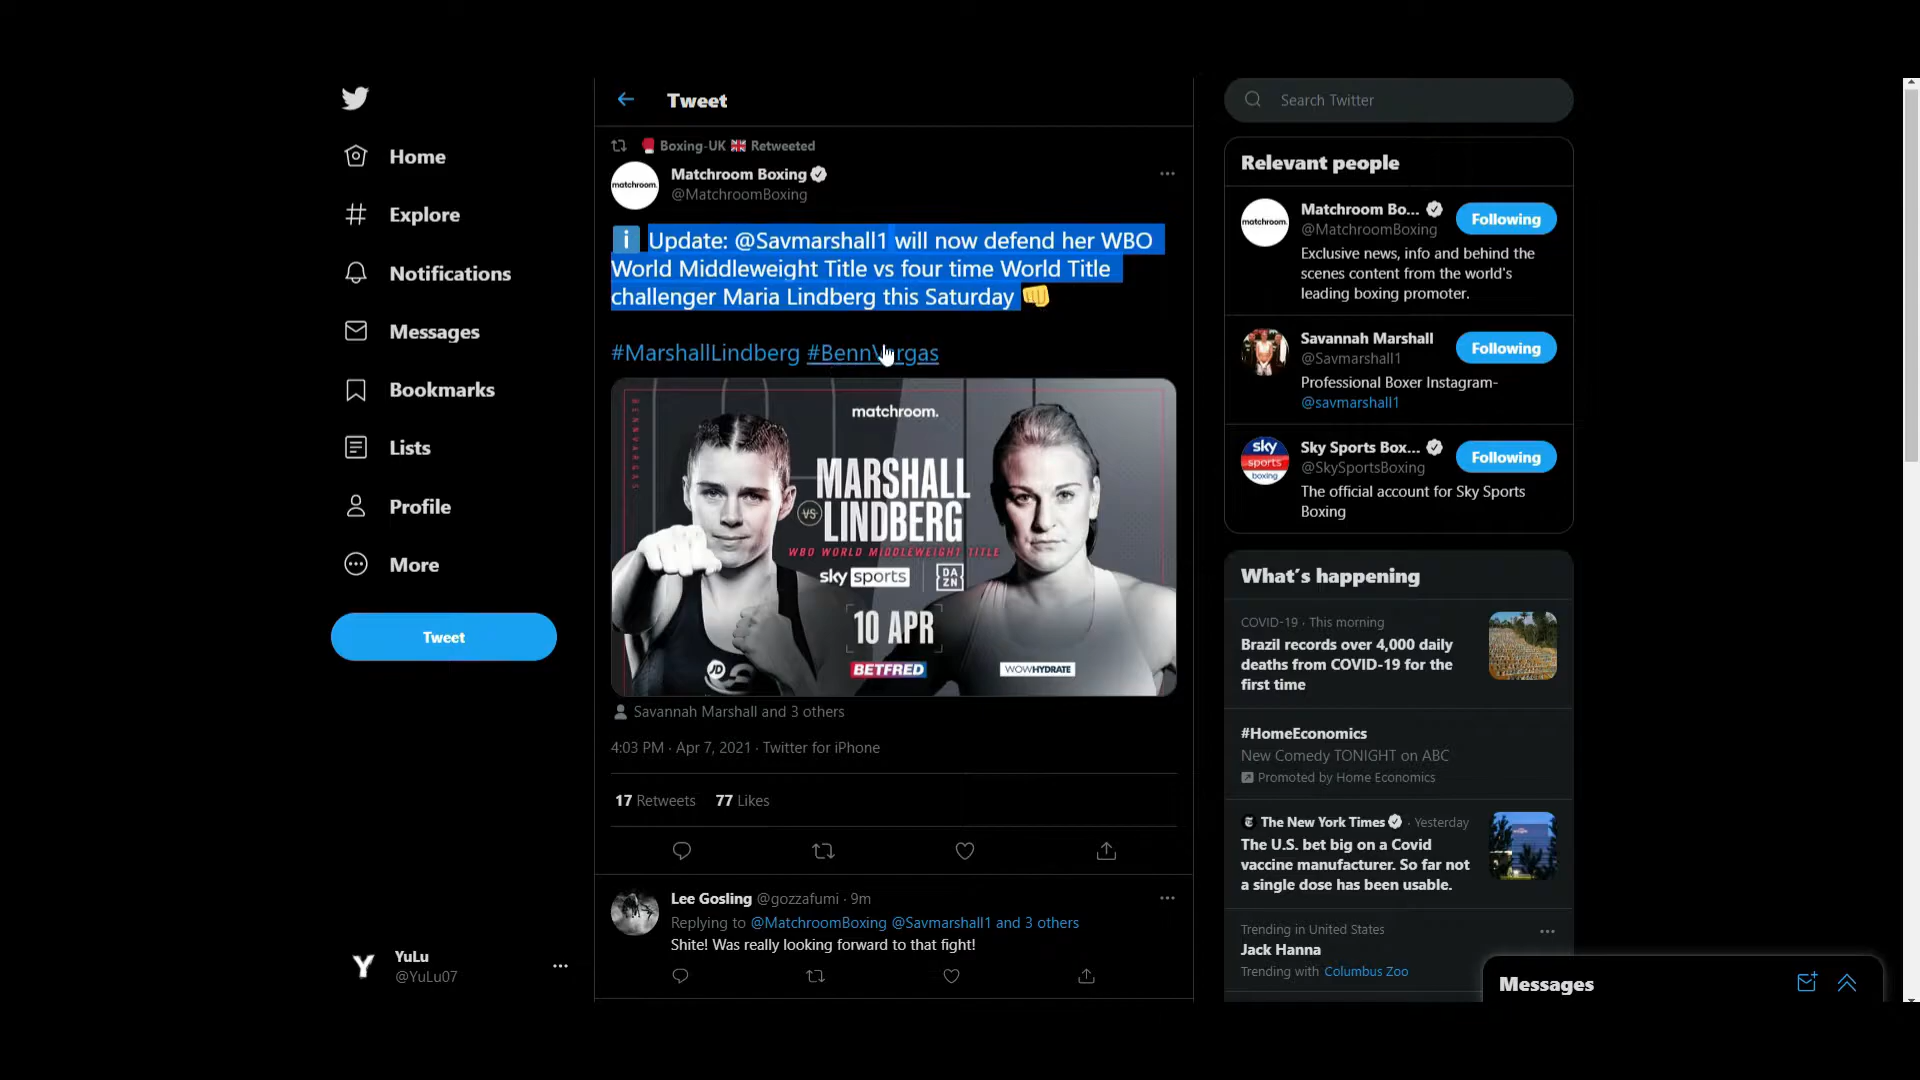 Home
Explore
Notifications
Messages
Bookmarks
Lists
Profile
More
Tweet
YuLu
@YuLu07
Tweet
Boxing-UK 🇬🇧 Retweeted
matchroom.
Matchroom Boxing
@MatchroomBoxing
ℹ️ Update: @Savmarshall1 will now defend her WBO
World Middleweight Title vs four time World Title
challenger Maria Lindberg this Saturday 👊
#MarshallLindberg #BennVargas
BENNVARGAS
matchroom.
MARSHALL
VS
LINDBERG
WBO WORLD MIDDLEWEIGHT TITLE
sky sports
DAZN
10 APR
JD
BETFRED
WOWHYDRATE
Savannah Marshall and 3 others
4:03 PM · Apr 7, 2021 · Twitter for iPhone
17 Retweets 77 Likes
Lee Gosling @gozzafumi · 9m
Replying to @MatchroomBoxing @Savmarshall1 and 3 others
Shite! Was really looking forward to that fight!
Search Twitter
Relevant people
matchroom.
Matchroom Bo...
@MatchroomBoxing
Following
Exclusive news, info and behind the
scenes content from the world's
leading boxing promoter.
Savannah Marshall
@Savmarshall1
Following
Professional Boxer Instagram-
@savmarshall1
sky
sports
boxing
Sky Sports Box...
@SkySportsBoxing
Following
The official account for Sky Sports
Boxing
What's happening
COVID-19 · This morning
Brazil records over 4,000 daily
deaths from COVID-19 for the
first time
#HomeEconomics
New Comedy TONIGHT on ABC
Promoted by Home Economics
The New York Times · Yesterday
The U.S. bet big on a Covid
vaccine manufacturer. So far not
a single dose has been usable.
Trending in United States
Jack Hanna
Trending with Columbus Zoo
Messages